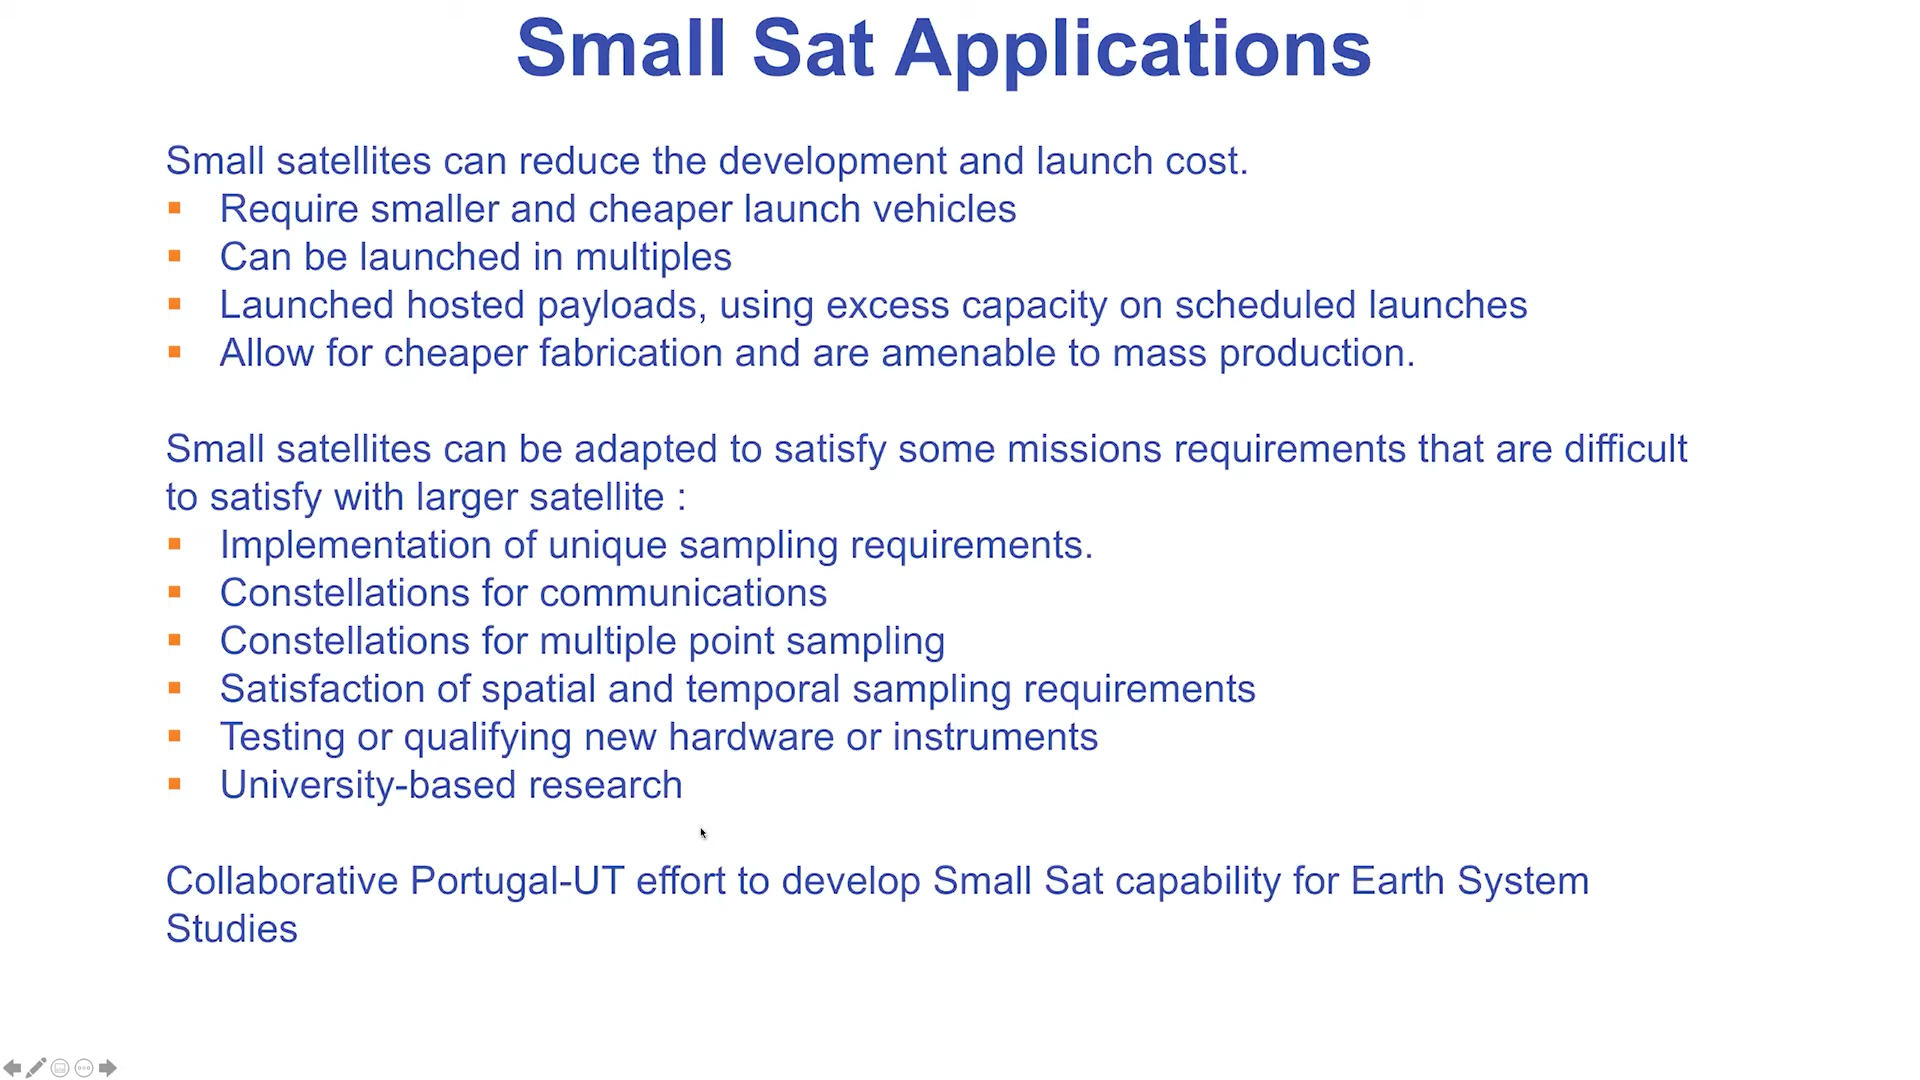 Small Sat Applications
Small satellites can reduce the development and launch cost.
▪ Require smaller and cheaper launch vehicles
▪ Can be launched in multiples
▪ Launched hosted payloads, using excess capacity on scheduled launches
▪ Allow for cheaper fabrication and are amenable to mass production.
Small satellites can be adapted to satisfy some missions requirements that are difficult
to satisfy with larger satellite :
▪ Implementation of unique sampling requirements.
▪ Constellations for communications
▪ Constellations for multiple point sampling
▪ Satisfaction of spatial and temporal sampling requirements
▪ Testing or qualifying new hardware or instruments
▪ University-based research
Collaborative Portugal-UT effort to develop Small Sat capability for Earth System
Studies